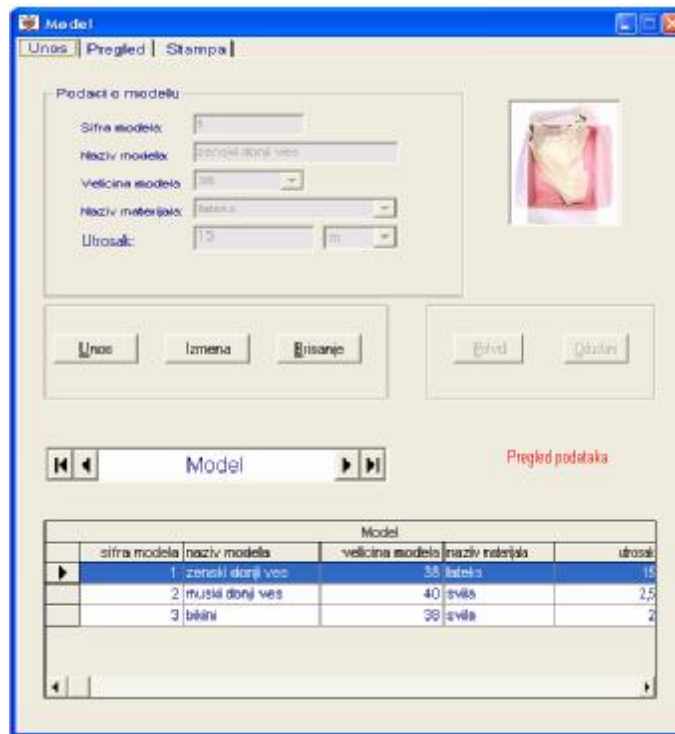 Model
Unos Pregled Stampa
Podaci o modelu
Sifra modela: 1
Naziv modela: zenski donji ves
Velicina modela 38
Naziv materijala: lateks
Utrosak: 15 m
Unos Izmena Brisanje Potvrdi Odustani
Model Pregled podataka
Model
sifra modela naziv modela velicina modela naziv materijala utrosak
1 zenski donji ves 38 lateks 15
2 muski donji ves 40 svila 2,5
3 bikini 38 svila 2